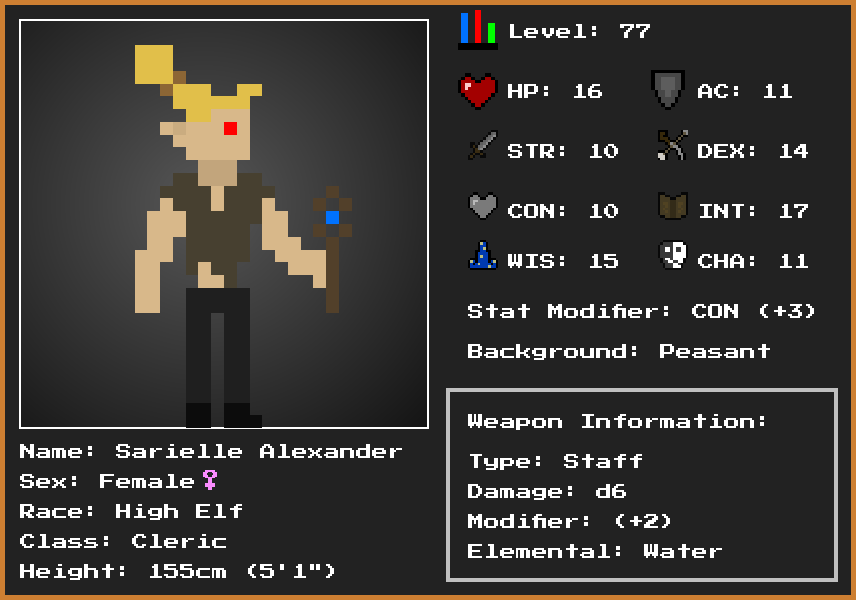 Level: 77
HP: 16 AC: 11
STR: 10 DEX: 14
CON: 10 INT: 17
WIS: 15 CHA: 11
Stat Modifier: CON (+3)
Background: Peasant
Weapon Information:
Type: Staff
Damage: d6
Modifier: (+2)
Elemental: Water
Name: Sarielle Alexander
Sex: Female♀
Race: High Elf
Class: Cleric
Height: 155cm (5'1")